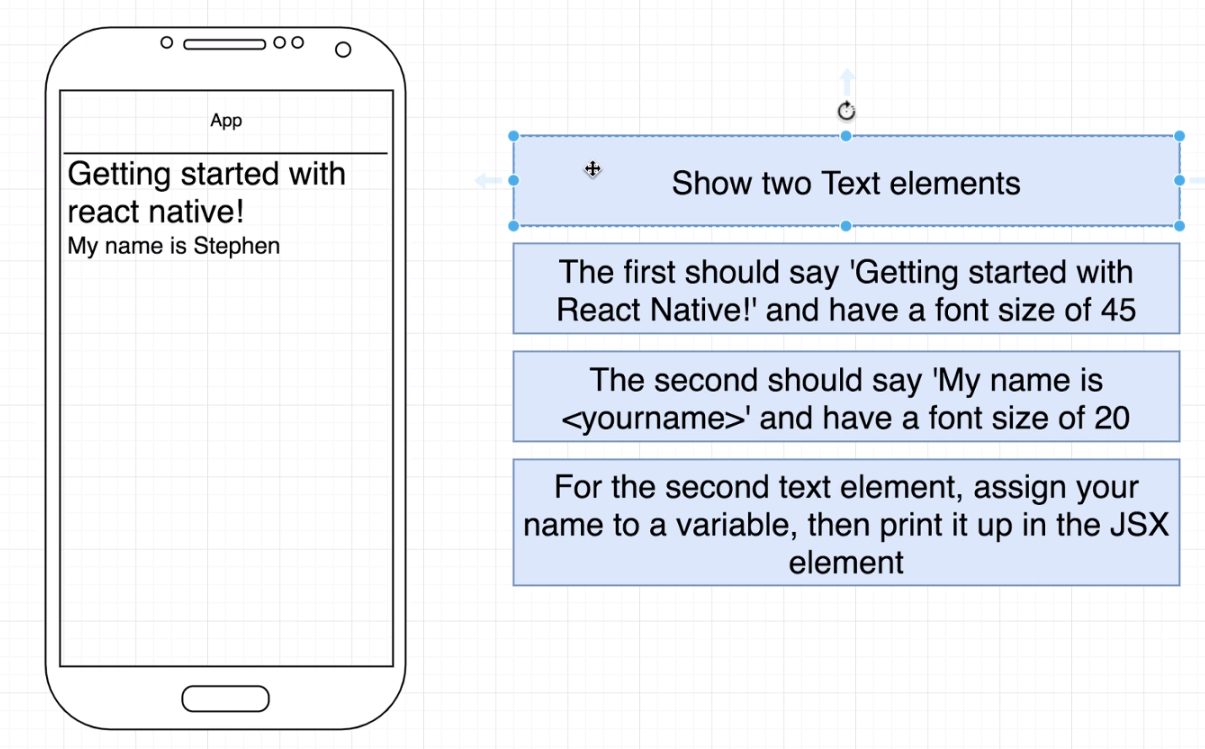 App
Getting started with
react native!
My name is Stephen
Show two Text elements
The first should say 'Getting started with
React Native!' and have a font size of 45
The second should say 'My name is
<yourname>' and have a font size of 20
For the second text element, assign your
name to a variable, then print it up in the JSX
element